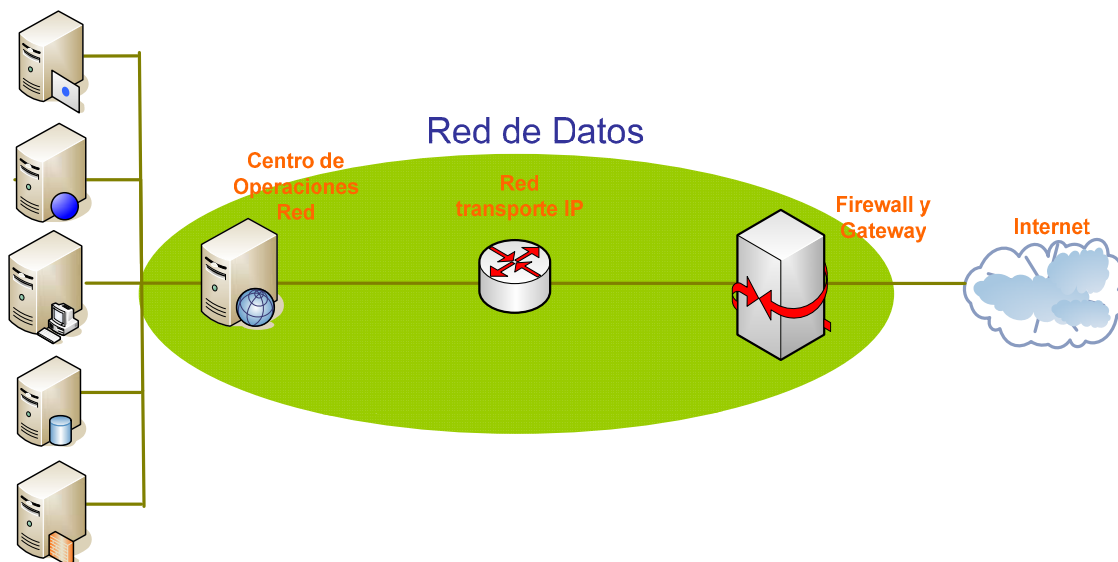 Red de Datos
Centro de
Operaciones
Red
Red
transporte IP
Firewall y
Gateway
Internet